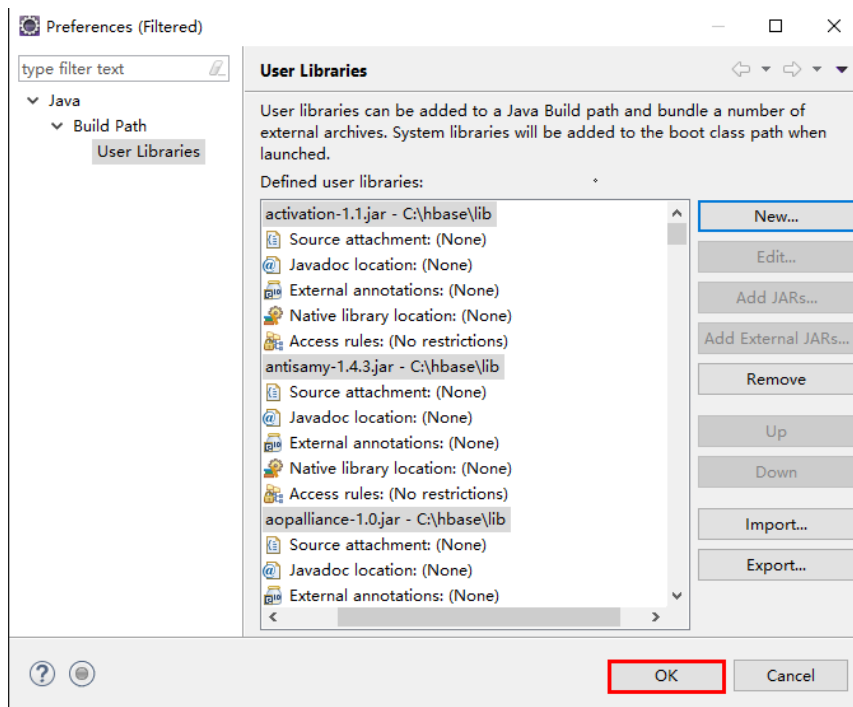 Preferences (Filtered)
type filter text
Java
Build Path
User Libraries
User Libraries
User libraries can be added to a Java Build path and bundle a number of
external archives. System libraries will be added to the boot class path when
launched.
Defined user libraries:
activation-1.1.jar - C:\hbase\lib
Source attachment: (None)
Javadoc location: (None)
External annotations: (None)
Native library location: (None)
Access rules: (No restrictions)
antisamy-1.4.3.jar - C:\hbase\lib
Source attachment: (None)
Javadoc location: (None)
External annotations: (None)
Native library location: (None)
Access rules: (No restrictions)
aopalliance-1.0.jar - C:\hbase\lib
Source attachment: (None)
Javadoc location: (None)
External annotations: (None)
New...
Edit...
Add JARs...
Add External JARs...
Remove
Up
Down
Import...
Export...
OK
Cancel